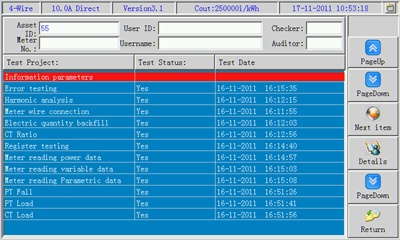 4-Wire 10.0A Direct Version3.1 Cout:2500001/kWh 17-11-2011 10:53:18
Asset ID: 55 User ID: Checker:
Meter No.: Username: Auditor:
Test Project: Test Status: Test Date
Information parameters
Error testing Yes 16-11-2011 16:15:35
Harmonic analysis Yes 16-11-2011 16:12:15
Meter wire connection Yes 16-11-2011 16:11:55
Electric quantity backfill Yes 16-11-2011 16:12:03
CT Ratio Yes 16-11-2011 16:12:56
Register testing Yes 16-11-2011 16:14:40
Meter reading power data Yes 16-11-2011 16:14:57
Meter reading variable data Yes 16-11-2011 16:15:03
Meter reading Parametric data Yes 16-11-2011 16:15:08
PT Fall Yes 16-11-2011 16:51:26
PT Load Yes 16-11-2011 16:51:41
CT Load Yes 16-11-2011 16:51:56
PageUp
PageDown
Next item
Details
PageDown
Return